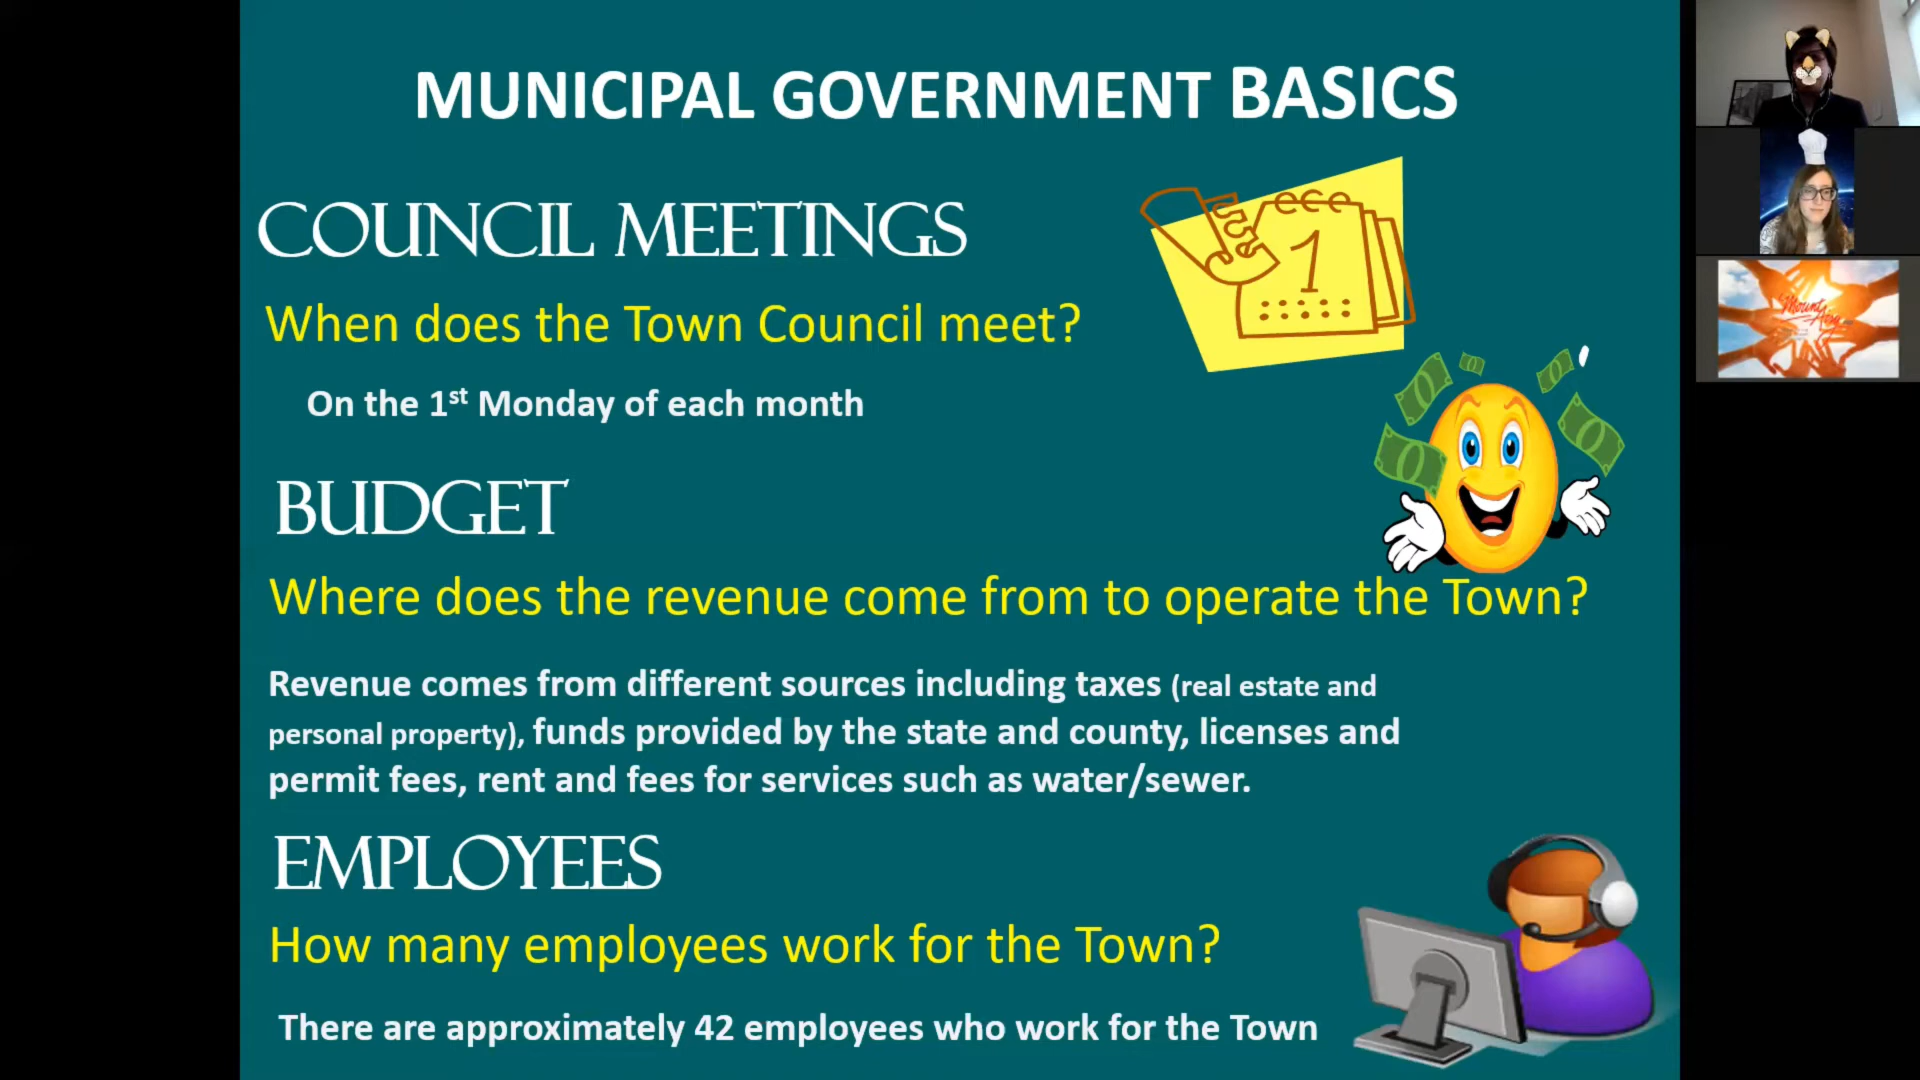 MUNICIPAL GOVERNMENT BASICS
COUNCIL MEETINGS
1
When does the Town Council meet?
On the 1st Monday of each month
BUDGET
Where does the revenue come from to operate the Town?
Revenue comes from different sources including taxes (real estate and
personal property), funds provided by the state and county, licenses and
permit fees, rent and fees for services such as water/sewer.
EMPLOYEES
How many employees work for the Town?
There are approximately 42 employees who work for the Town
Mount Airy